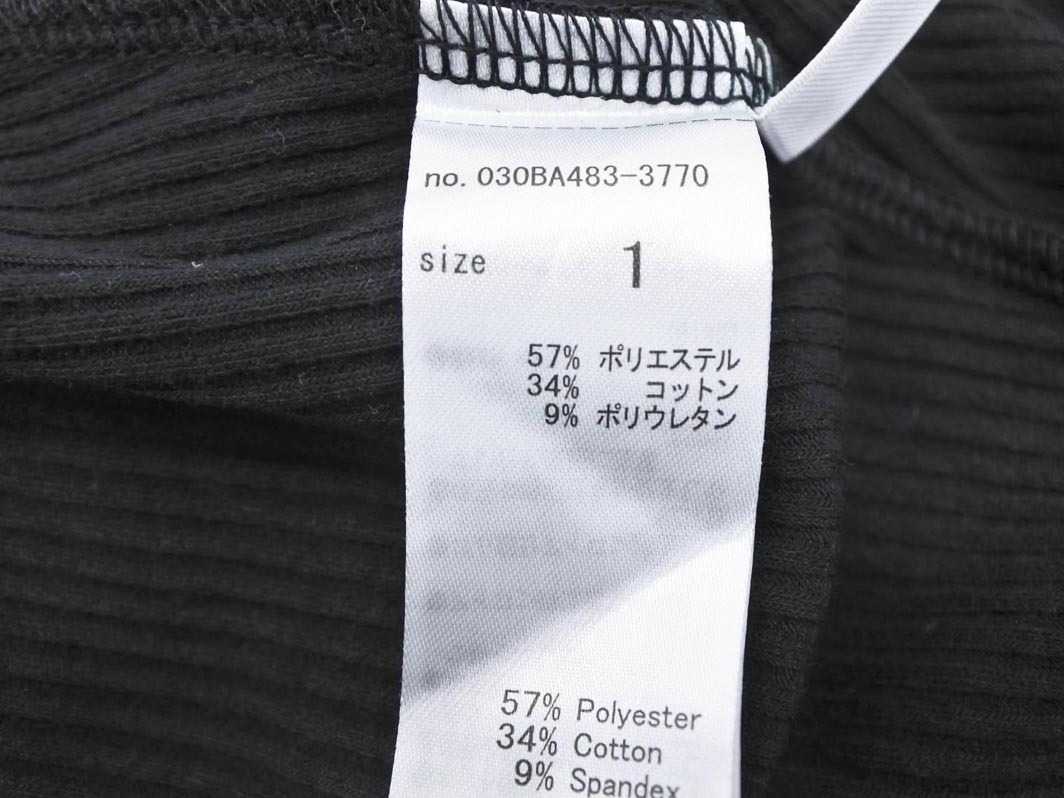 no. 030BA483-3770
size 1
57% ポリエステル
34% コットン
9% ポリウレタン
57% Polyester
34% Cotton
9% Spandex